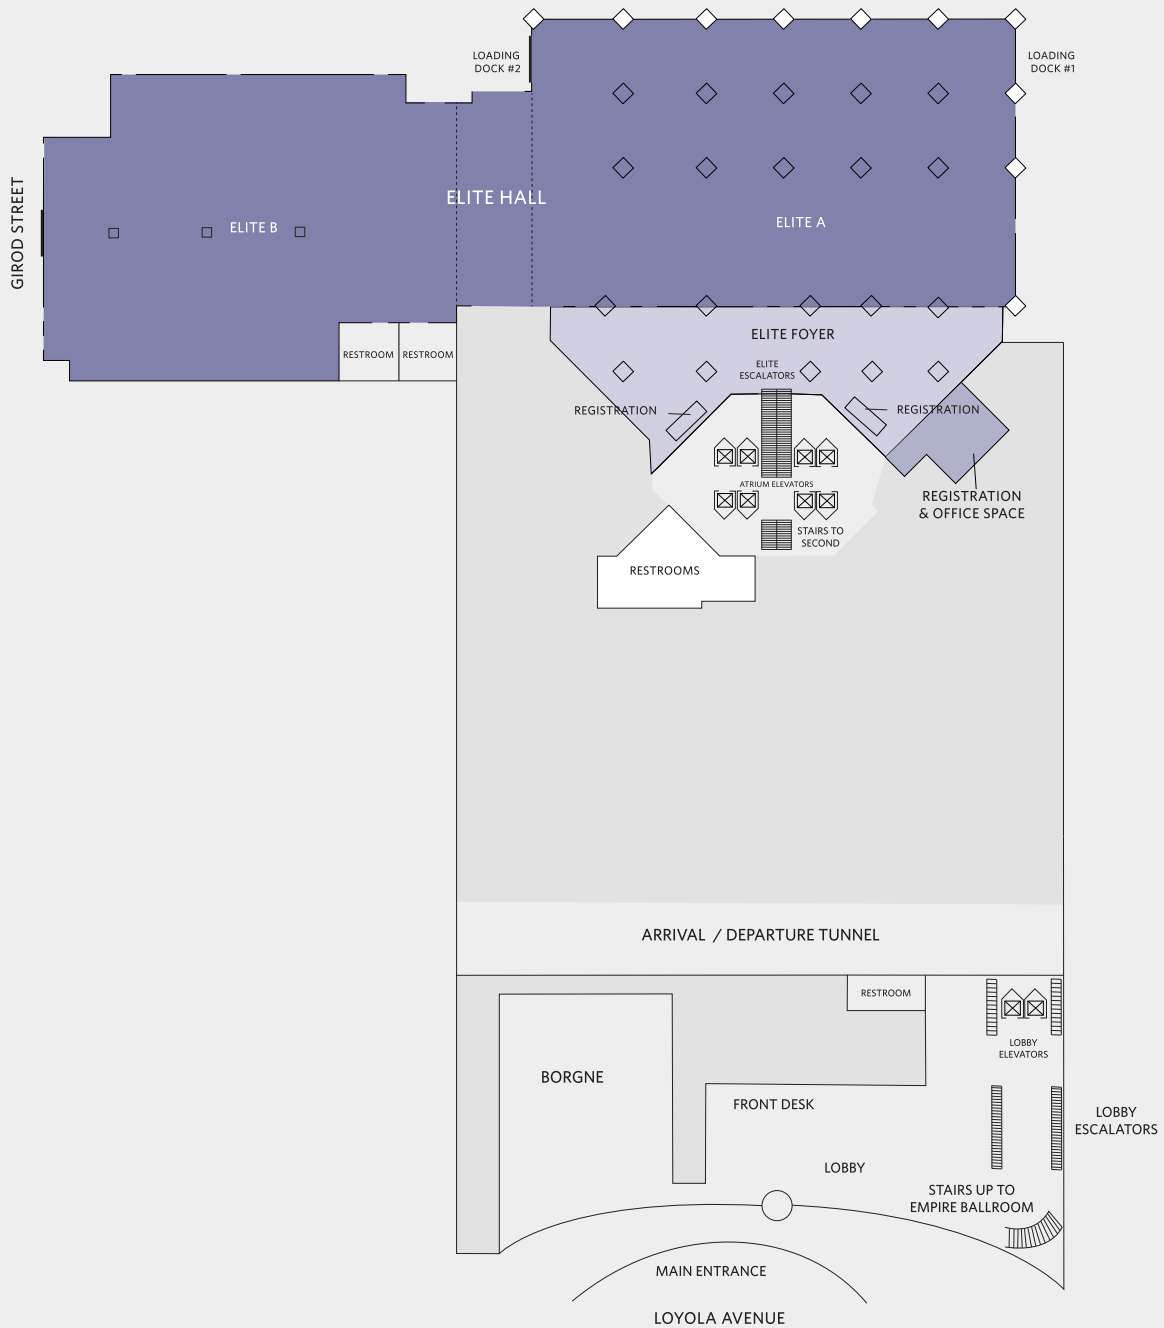 LOADING
DOCK #2
LOADING
DOCK #1
GIROD STREET
ELITE HALL
ELITE B
ELITE A
RESTROOM
RESTROOM
ELITE FOYER
ELITE
ESCALATORS
REGISTRATION
REGISTRATION
ATRIUM ELEVATORS
REGISTRATION
& OFFICE SPACE
STAIRS TO
SECOND
RESTROOMS
ARRIVAL / DEPARTURE TUNNEL
RESTROOM
LOBBY
ELEVATORS
BORGNE
FRONT DESK
LOBBY
ESCALATORS
LOBBY
STAIRS UP TO
EMPIRE BALLROOM
MAIN ENTRANCE
LOYOLA AVENUE